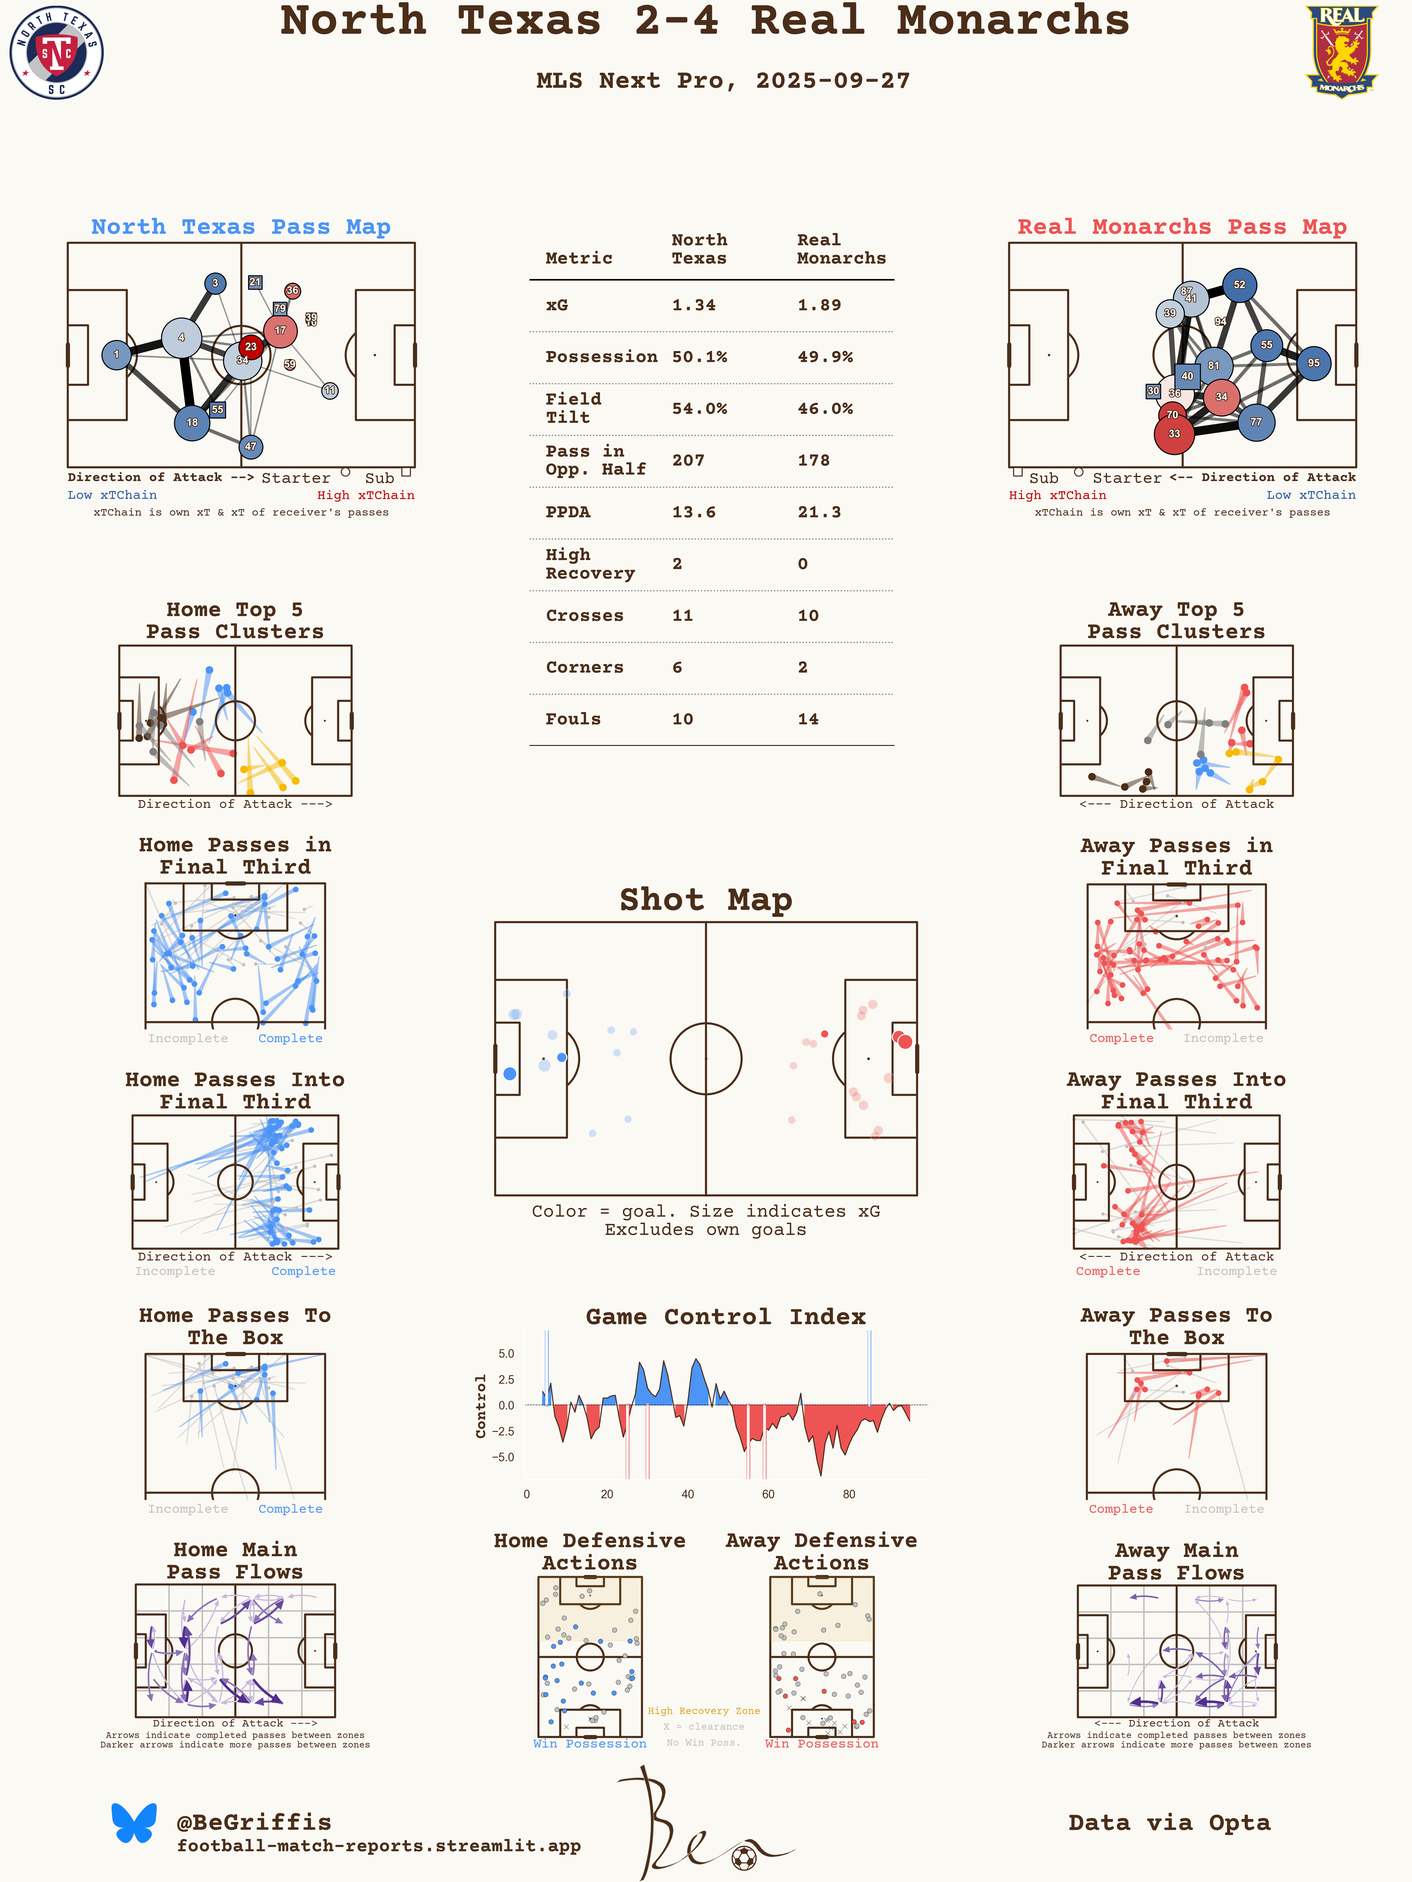 North Texas 2-4 Real Monarchs
MLS Next Pro, 2025-09-27
NORTH TEXAS
S C
SC
REAL
MONARCHS
North Texas Pass Map
3
21
36
79
39
17
4
23
34
1
59
11
55
18
47
Direction of Attack --> Starter Sub
Low xTChain High xTChain
xTChain is own xT & xT of receiver's passes
Metric North Texas Real Monarchs
xG 1.34 1.89
Possession 50.1% 49.9%
Field Tilt 54.0% 46.0%
Pass in Opp. Half 207 178
PPDA 13.6 21.3
High Recovery 2 0
Crosses 11 10
Corners 6 2
Fouls 10 14
Real Monarchs Pass Map
52
87
41
39
94
55
95
81
40
30
36
34
70
77
33
Sub Starter <-- Direction of Attack
High xTChain Low xTChain
xTChain is own xT & xT of receiver's passes
Home Top 5
Pass Clusters
Direction of Attack --->
Away Top 5
Pass Clusters
<--- Direction of Attack
Home Passes in
Final Third
Incomplete Complete
Away Passes in
Final Third
Complete Incomplete
Shot Map
Color = goal. Size indicates xG
Excludes own goals
Home Passes Into
Final Third
Direction of Attack --->
Incomplete Complete
Away Passes Into
Final Third
<--- Direction of Attack
Complete Incomplete
Home Passes To
The Box
Incomplete Complete
Game Control Index
Control
5.0
2.5
0.0
−2.5
−5.0
0 20 40 60 80
Away Passes To
The Box
Complete Incomplete
Home Main
Pass Flows
Direction of Attack --->
Arrows indicate completed passes between zones
Darker arrows indicate more passes between zones
Home Defensive
Actions
Win Possession
High Recovery Zone
X = clearance
No Win Poss.
Away Defensive
Actions
Win Possession
Away Main
Pass Flows
<--- Direction of Attack
Arrows indicate completed passes between zones
Darker arrows indicate more passes between zones
@BeGriffis
football-match-reports.streamlit.app
Ben
Data via Opta